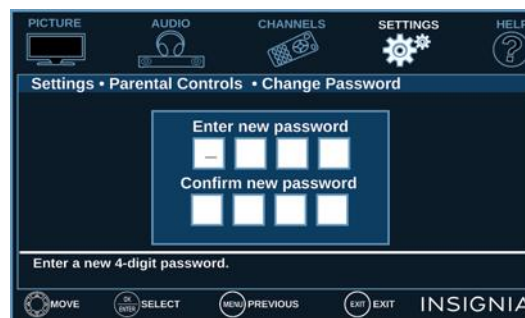 PICTURE AUDIO CHANNELS SETTINGS HELP
Settings • Parental Controls • Change Password
Enter new password
_
Confirm new password
Enter a new 4-digit password.
MOVE OK ENTER SELECT MENU PREVIOUS EXIT EXIT INSIGNIA